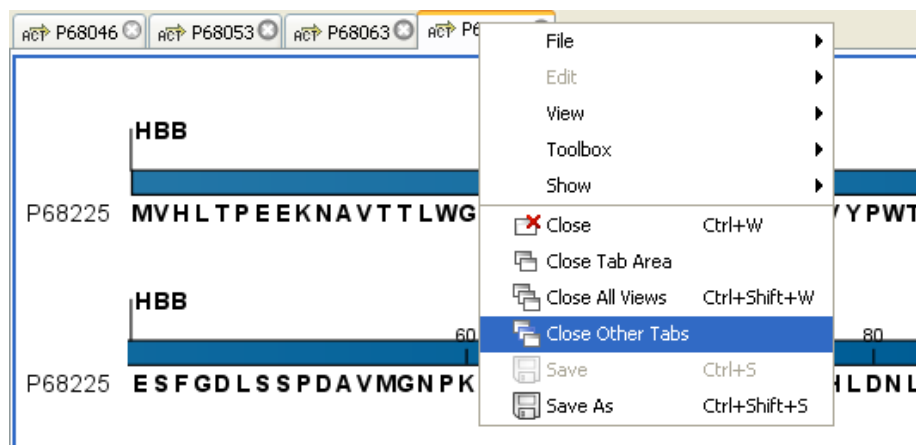 P68046 P68053 P68063 P6
File
Edit
View
HBB
Toolbox
Show
P68225 MVHLTPEEKNAVTTLWG VYPWT
Close Ctrl+W
Close Tab Area
Close All Views Ctrl+Shift+W
HBB
Close Other Tabs
60 80
Save Ctrl+S
P68225 ESFGDLSSPDAVMGNPK HLDNL
Save As Ctrl+Shift+S